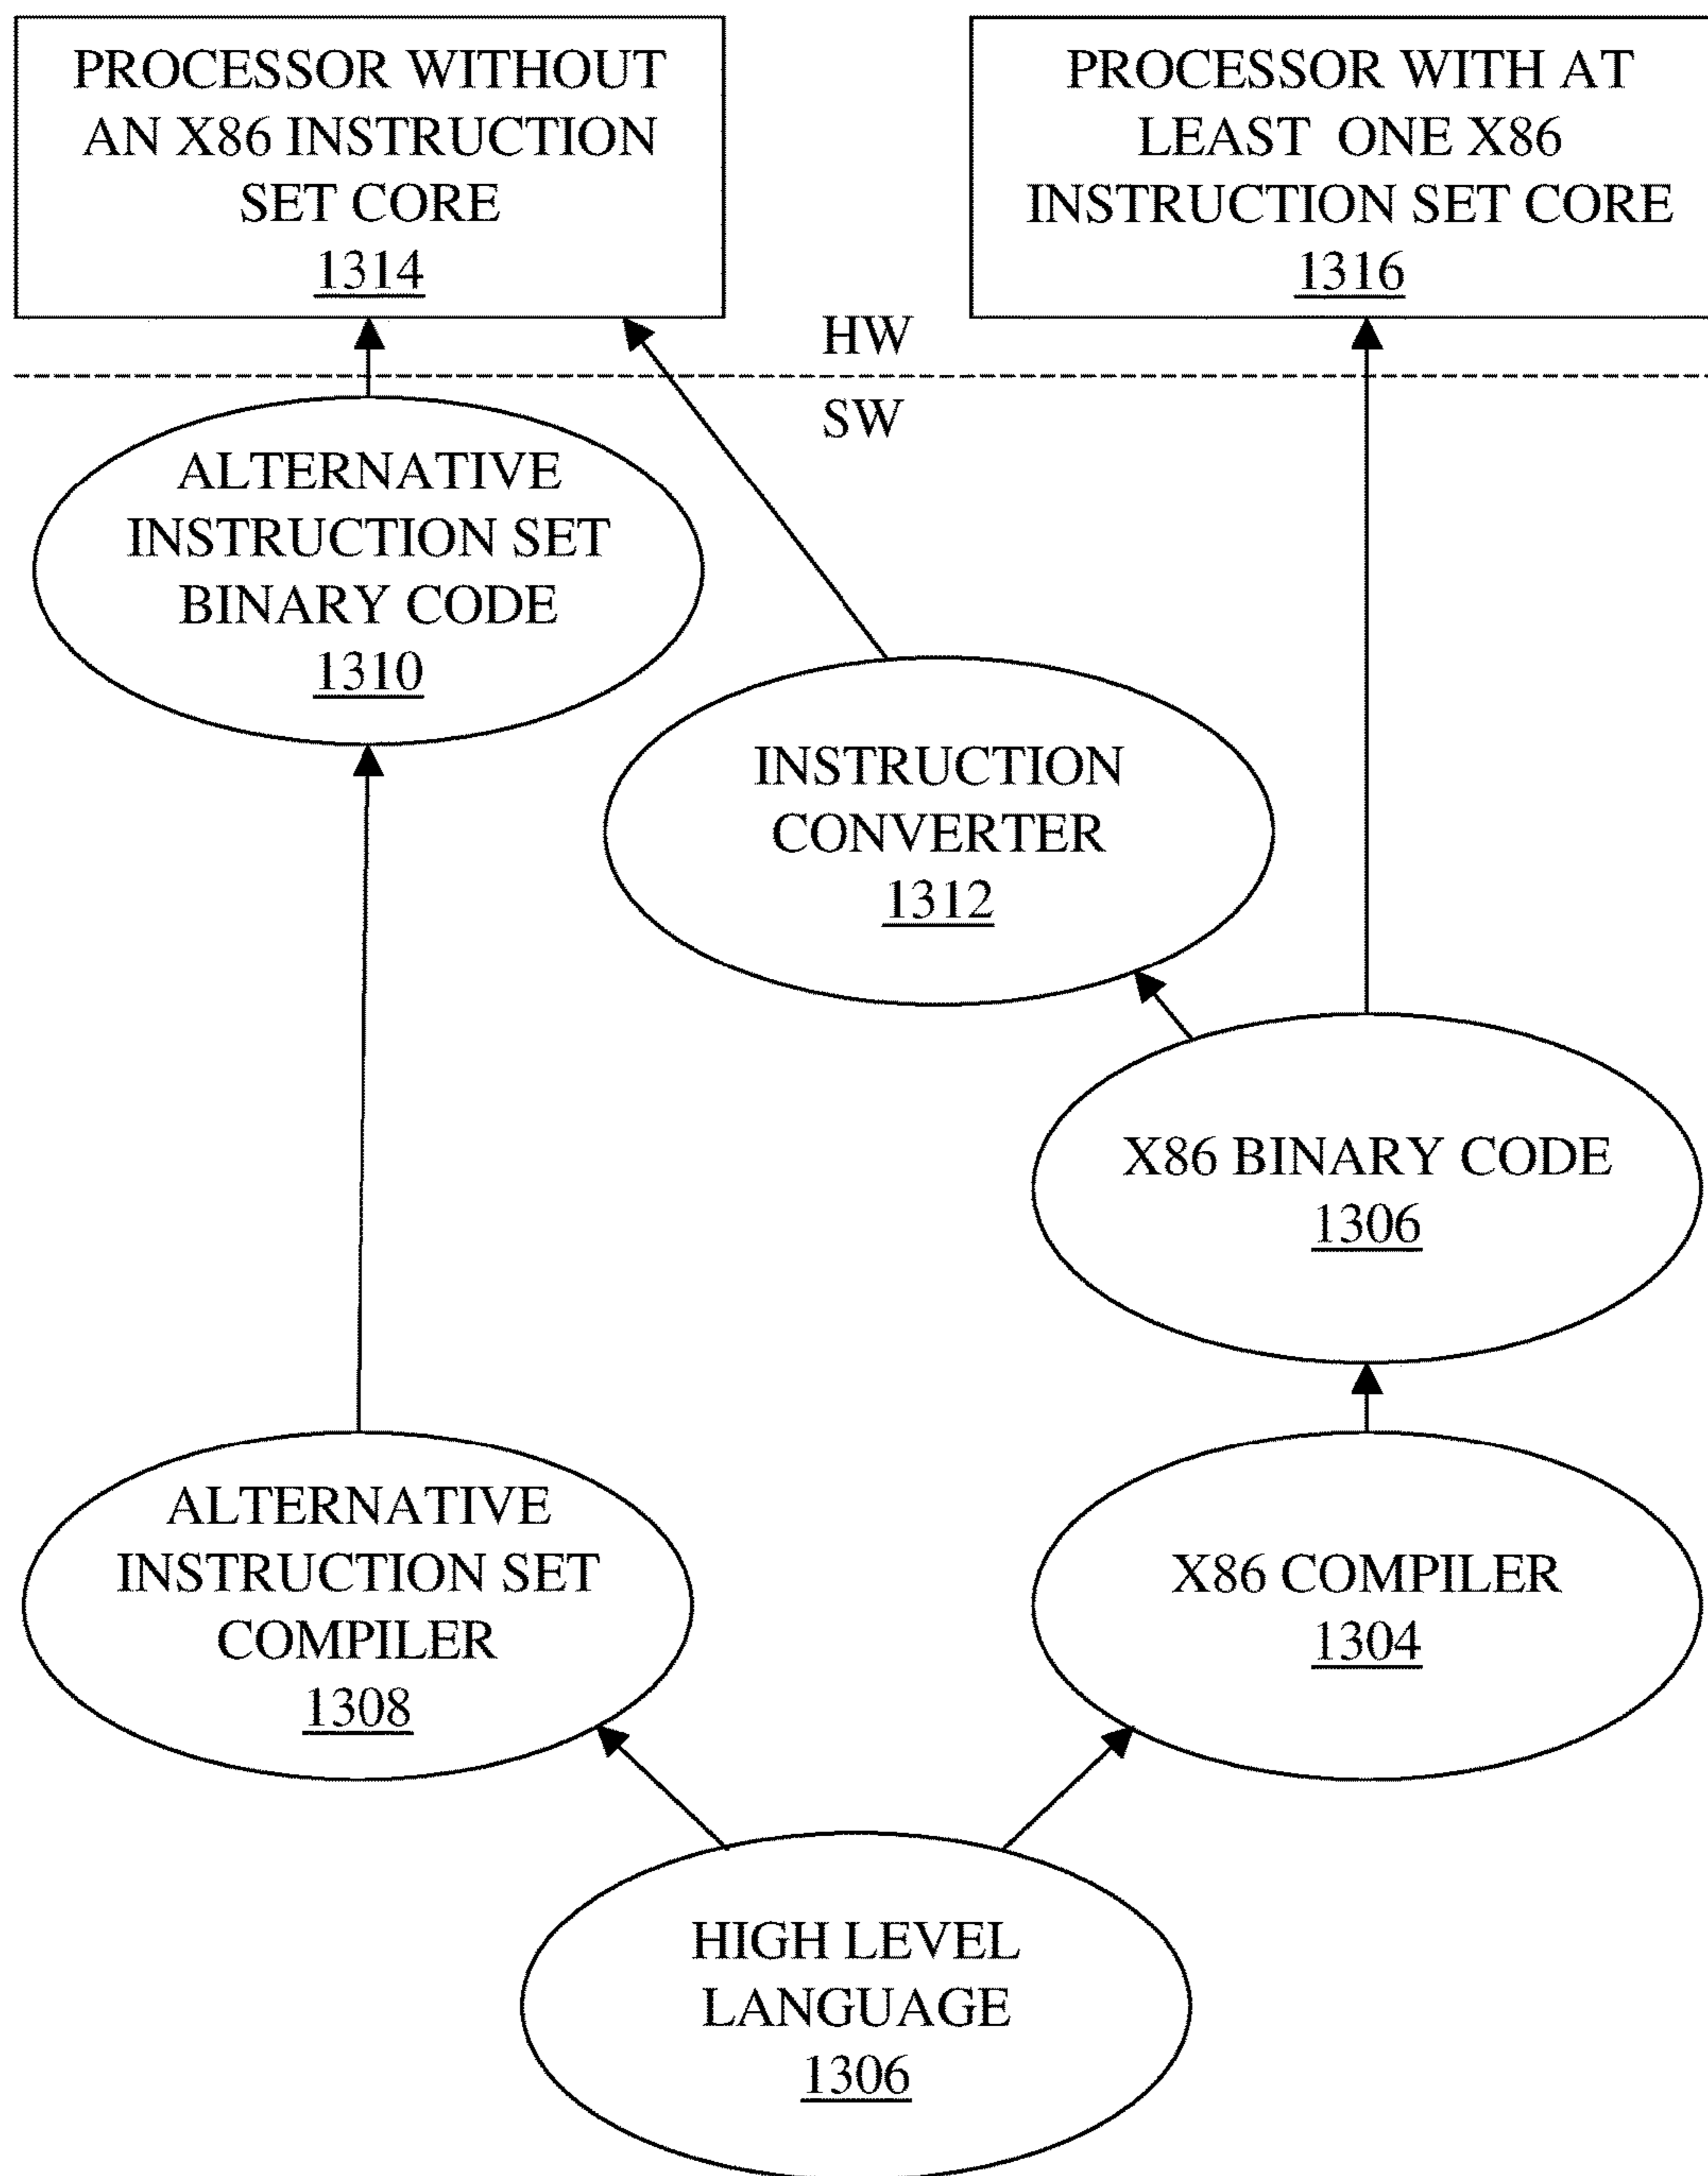 PROCESSOR WITHOUT
AN X86 INSTRUCTION
SET CORE
1314
PROCESSOR WITH AT
LEAST ONE X86
INSTRUCTION SET CORE
1316
HW
SW
ALTERNATIVE
INSTRUCTION SET
BINARY CODE
1310
INSTRUCTION
CONVERTER
1312
X86 BINARY CODE
1306
ALTERNATIVE
INSTRUCTION SET
COMPILER
1308
X86 COMPILER
1304
HIGH LEVEL
LANGUAGE
1306